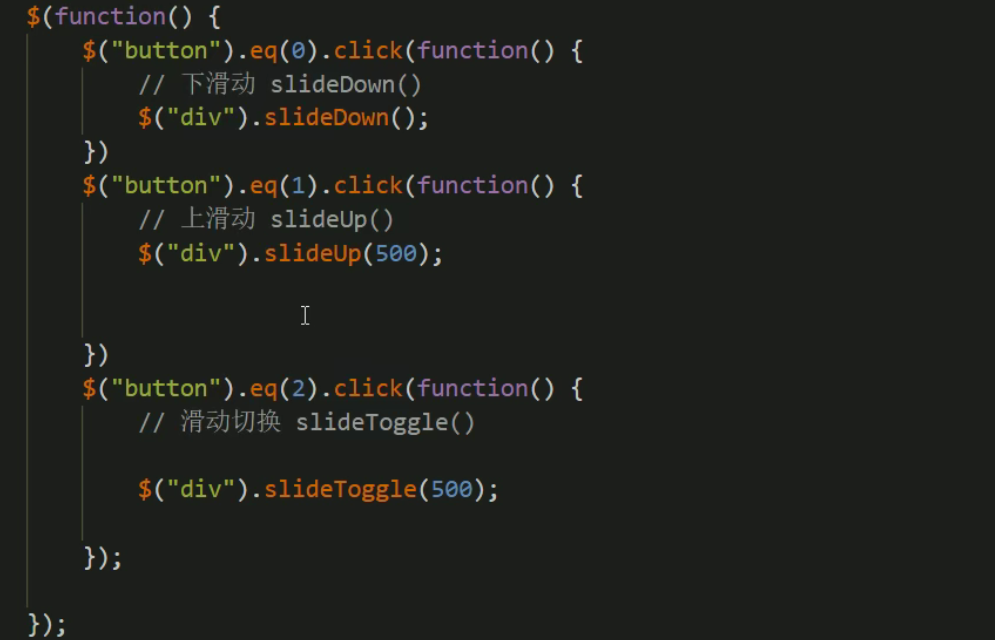 $(function() {
    $("button").eq(0).click(function() {
        // 下滑动 slideDown()
        $("div").slideDown();
    })
    $("button").eq(1).click(function() {
        // 上滑动 slideUp()
        $("div").slideUp(500);
    })
    $("button").eq(2).click(function() {
        // 滑动切换 slideToggle()
        $("div").slideToggle(500);
    });
});